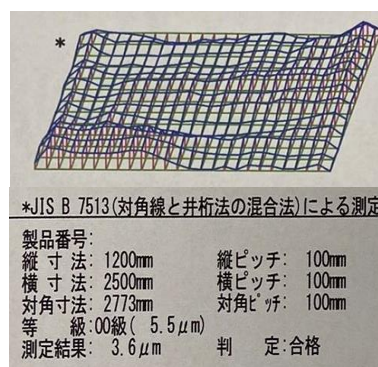 *
*JIS B 7513(対角線と井桁法の混合法)による測定
製品番号:
縦 寸 法: 1200mm 縦ピッチ: 100mm
横 寸 法: 2500mm 横ピッチ: 100mm
対角寸法: 2773mm 対角ピッチ: 100mm
等　　級:00級( 5.5μm)
測定結果: 3.6μm 判　　定:合格